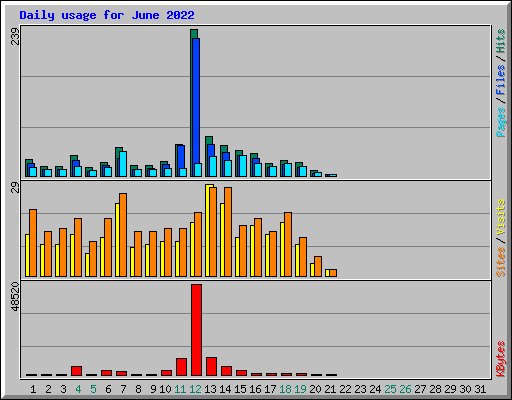 Daily usage for June 2022
239
Pages / Files / Hits
29
Sites / Visits
48520
KBytes
1 2 3 4 5 6 7 8 9 10 11 12 13 14 15 16 17 18 19 20 21 22 23 24 25 26 27 28 29 30 31